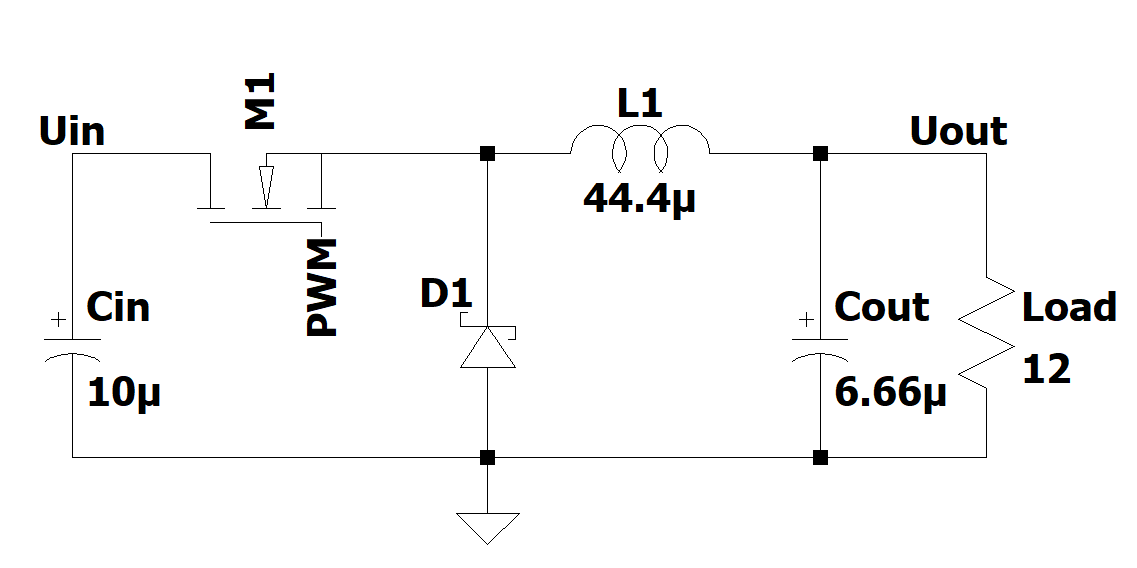 M1
L1
Uin
Uout
44.4µ
PWM
D1
+
Cin
+
Cout
Load
12
10µ
6.66µ